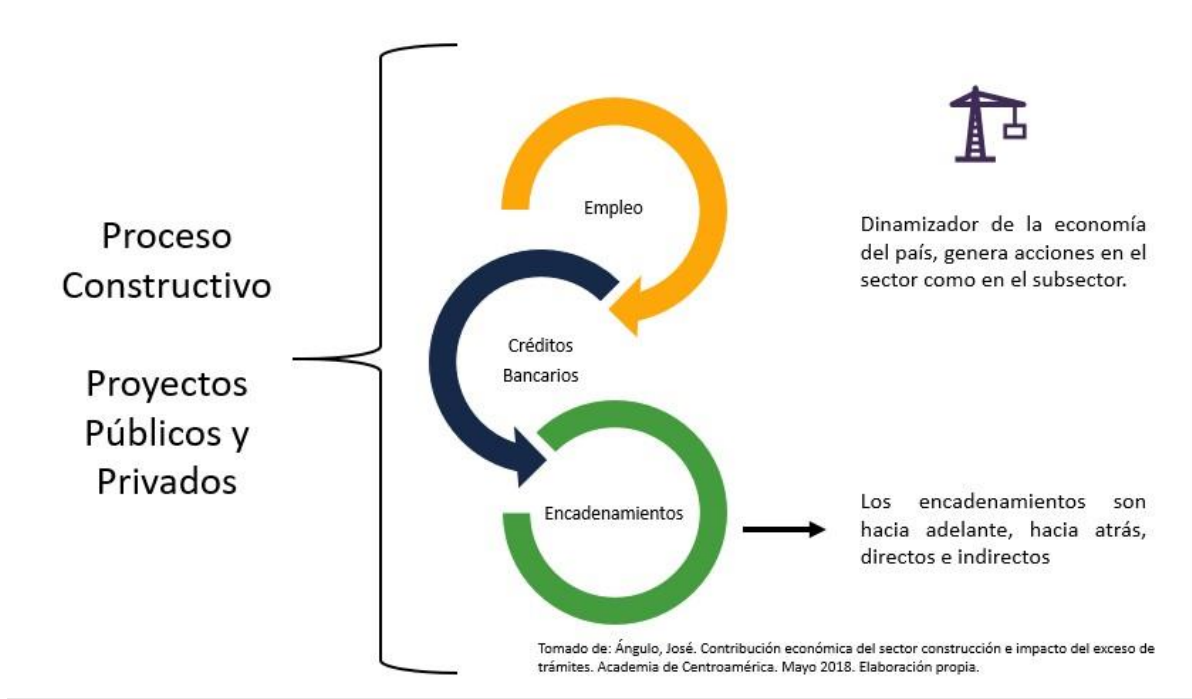 Proceso
Constructivo
Proyectos
Públicos y
Privados
Empleo
Créditos
Bancarios
Encadenamientos
Dinamizador de la economía
del país, genera acciones en el
sector como en el subsector.
Los encadenamientos son
hacia adelante, hacia atrás,
directos e indirectos
Tomado de: Ángulo, José. Contribución económica del sector construcción e impacto del exceso de
trámites. Academia de Centroamérica. Mayo 2018. Elaboración propia.